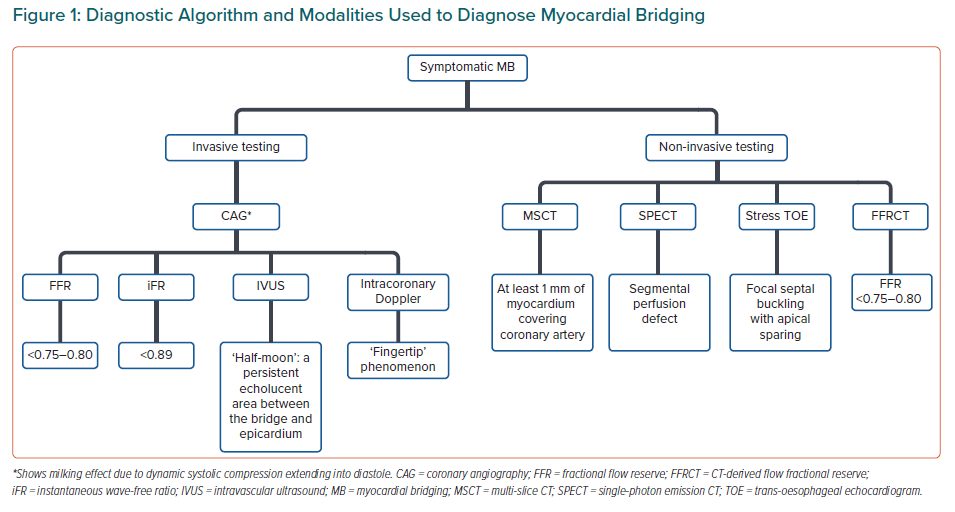 Figure 1: Diagnostic Algorithm and Modalities Used to Diagnose Myocardial Bridging
Symptomatic MB
Invasive testing
Non-invasive testing
CAG*
MSCT
SPECT
Stress TOE
FFRCT
FFR
iFR
IVUS
Intracoronary
Doppler
At least 1 mm of
myocardium
covering
coronary artery
Segmental
perfusion
defect
Focal septal
buckling
with apical
sparing
FFR
<0.75–0.80
<0.75–0.80
<0.89
‘Half-moon’: a
persistent
echolucent
area between
the bridge and
epicardium
‘Fingertip’
phenomenon
*Shows milking effect due to dynamic systolic compression extending into diastole. CAG = coronary angiography; FFR = fractional flow reserve; FFRCT = CT-derived flow fractional reserve;
iFR = instantaneous wave-free ratio; IVUS = intravascular ultrasound; MB = myocardial bridging; MSCT = multi-slice CT; SPECT = single-photon emission CT; TOE = trans-oesophageal echocardiogram.